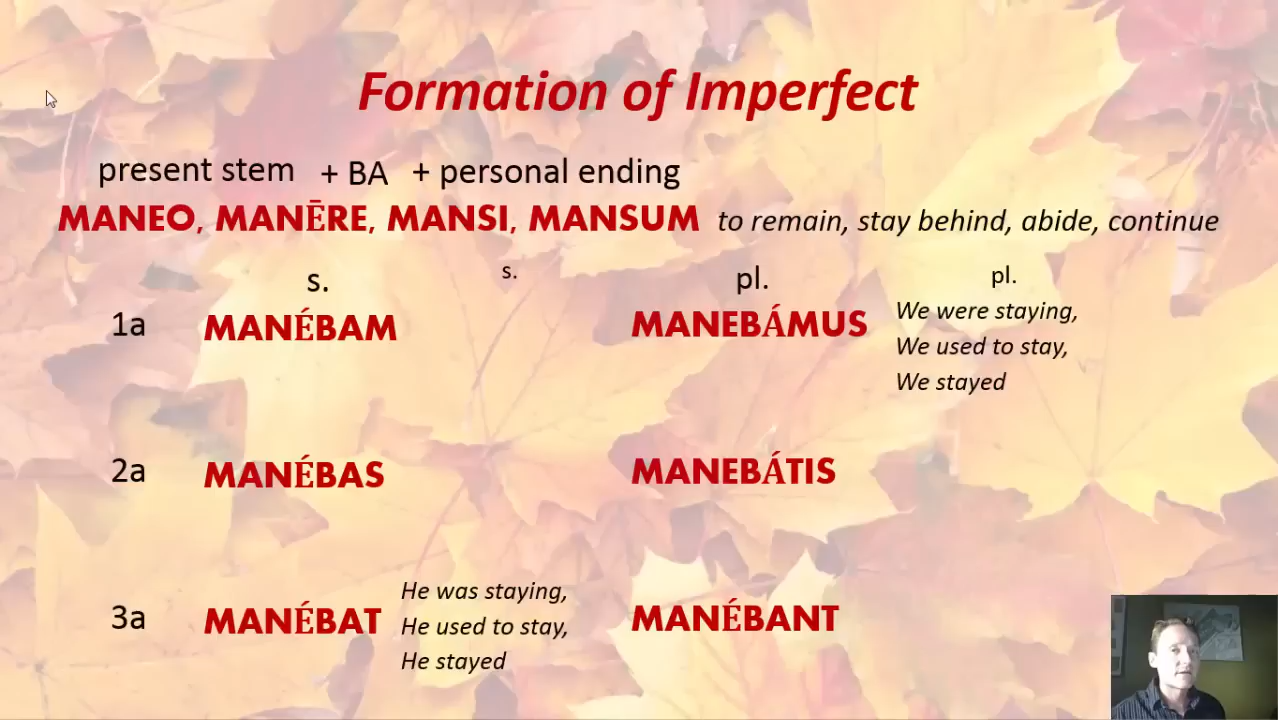 Formation of Imperfect
present stem + BA + personal ending
MANEO, MANĒRE, MANSI, MANSUM to remain, stay behind, abide, continue
s. s. pl. pl.
1a MANÉBAM MANEBÁMUS We were staying,
We used to stay,
We stayed
2a MANÉBAS MANEBÁTIS
3a MANÉBAT He was staying, MANÉBANT
He used to stay,
He stayed